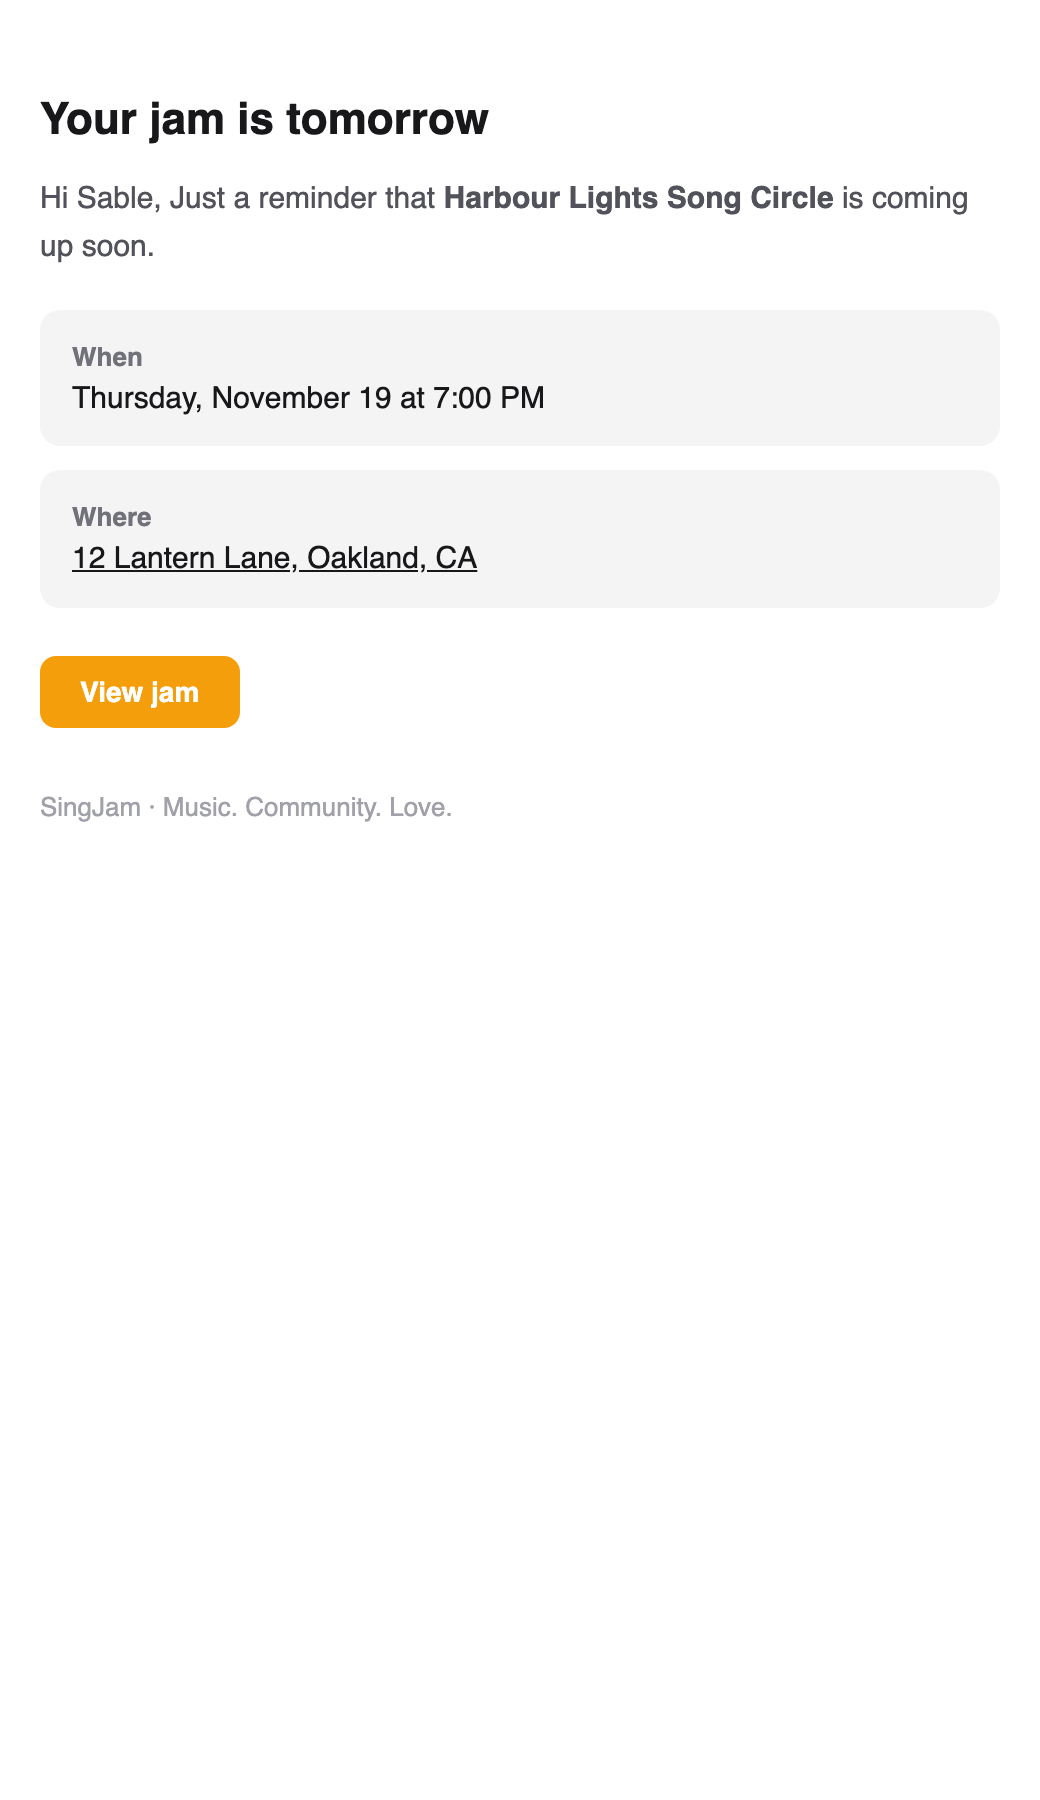 Your jam is tomorrow
Hi Sable, Just a reminder that Harbour Lights Song Circle is coming
up soon.
When
Thursday, November 19 at 7:00 PM
Where
12 Lantern Lane, Oakland, CA
View jam
SingJam · Music. Community. Love.